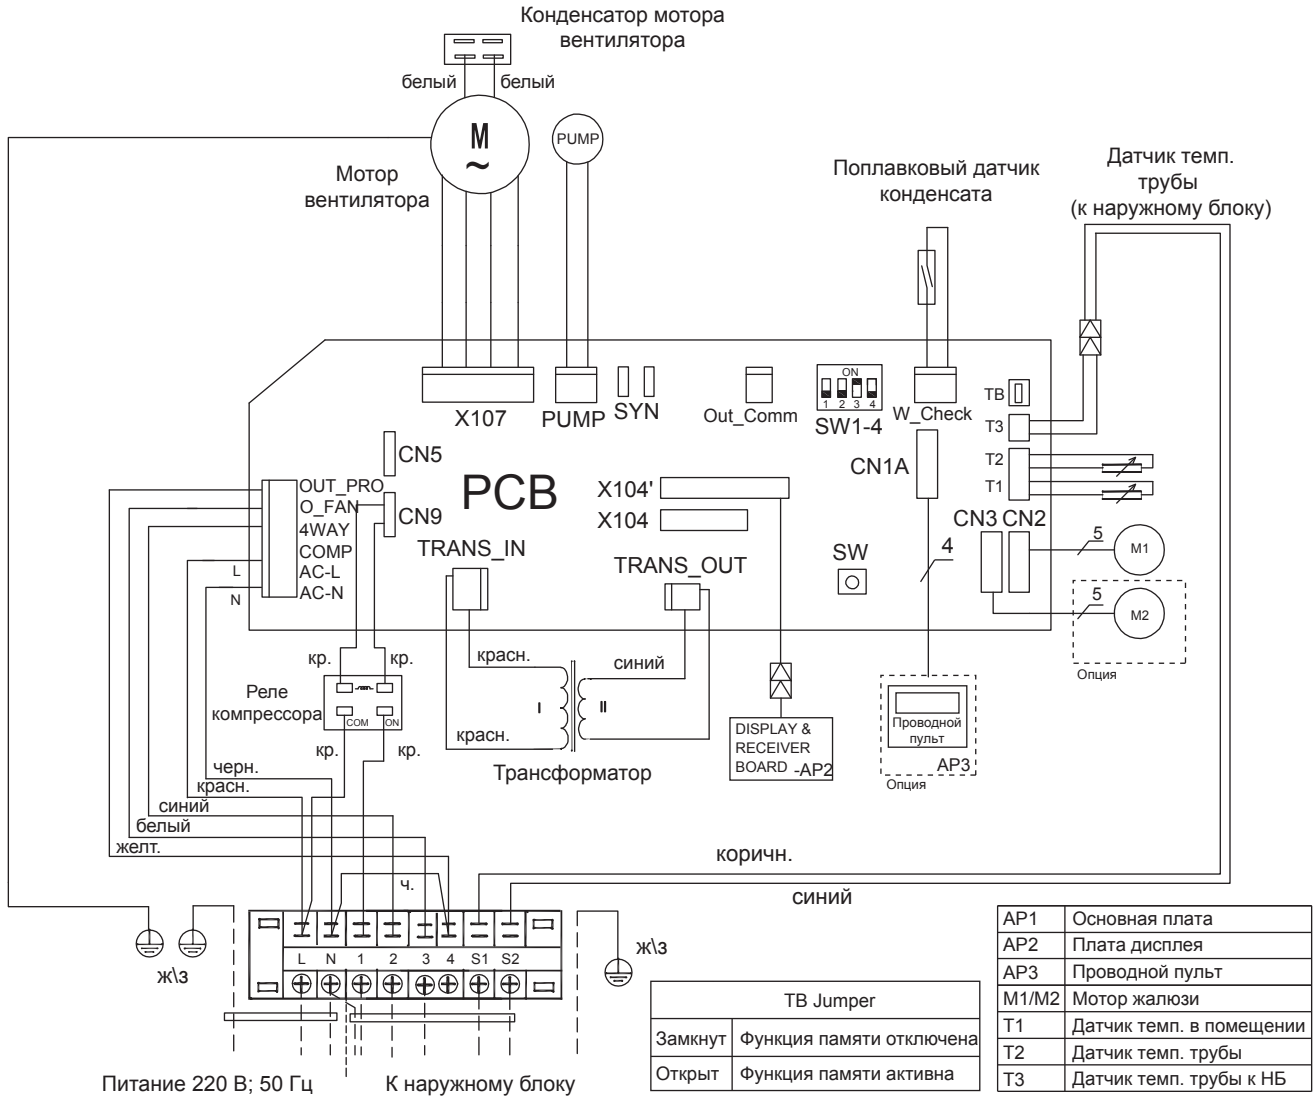 Конденсатор мотора
вентилятора
белый
белый
M
~
PUMP
Мотор
вентилятора
Поплавковый датчик
конденсата
Датчик темп.
трубы
(к наружному блоку)
X107
PUMP
SYN
Out_Comm
ON
1 2 3 4
SW1-4
W_Check
TB
T3
T2
T1
CN5
CN9
PCB
X104'
X104
CN1A
CN3
CN2
OUT_PRO
O_FAN
4WAY
COMP
AC-L
AC-N
L
N
TRANS_IN
TRANS_OUT
SW
4
5
M1
5
M2
Опция
кр.
кр.
Реле
компрессора
COM
ON
кр.
кр.
красн.
красн.
I
II
синий
Трансформатор
DISPLAY &
RECEIVER
BOARD -AP2
Проводной
пульт
AP3
Опция
черн.
красн.
синий
белый
желт.
ч.
коричн.
синий
ж\з
ж\з
L N 1 2 3 4 S1 S2
Питание 220 В; 50 Гц
К наружному блоку
TB Jumper
Замкнут Функция памяти отключена
Открыт Функция памяти активна
AP1 Основная плата
AP2 Плата дисплея
AP3 Проводной пульт
M1/M2 Мотор жалюзи
T1 Датчик темп. в помещении
T2 Датчик темп. трубы
T3 Датчик темп. трубы к НБ